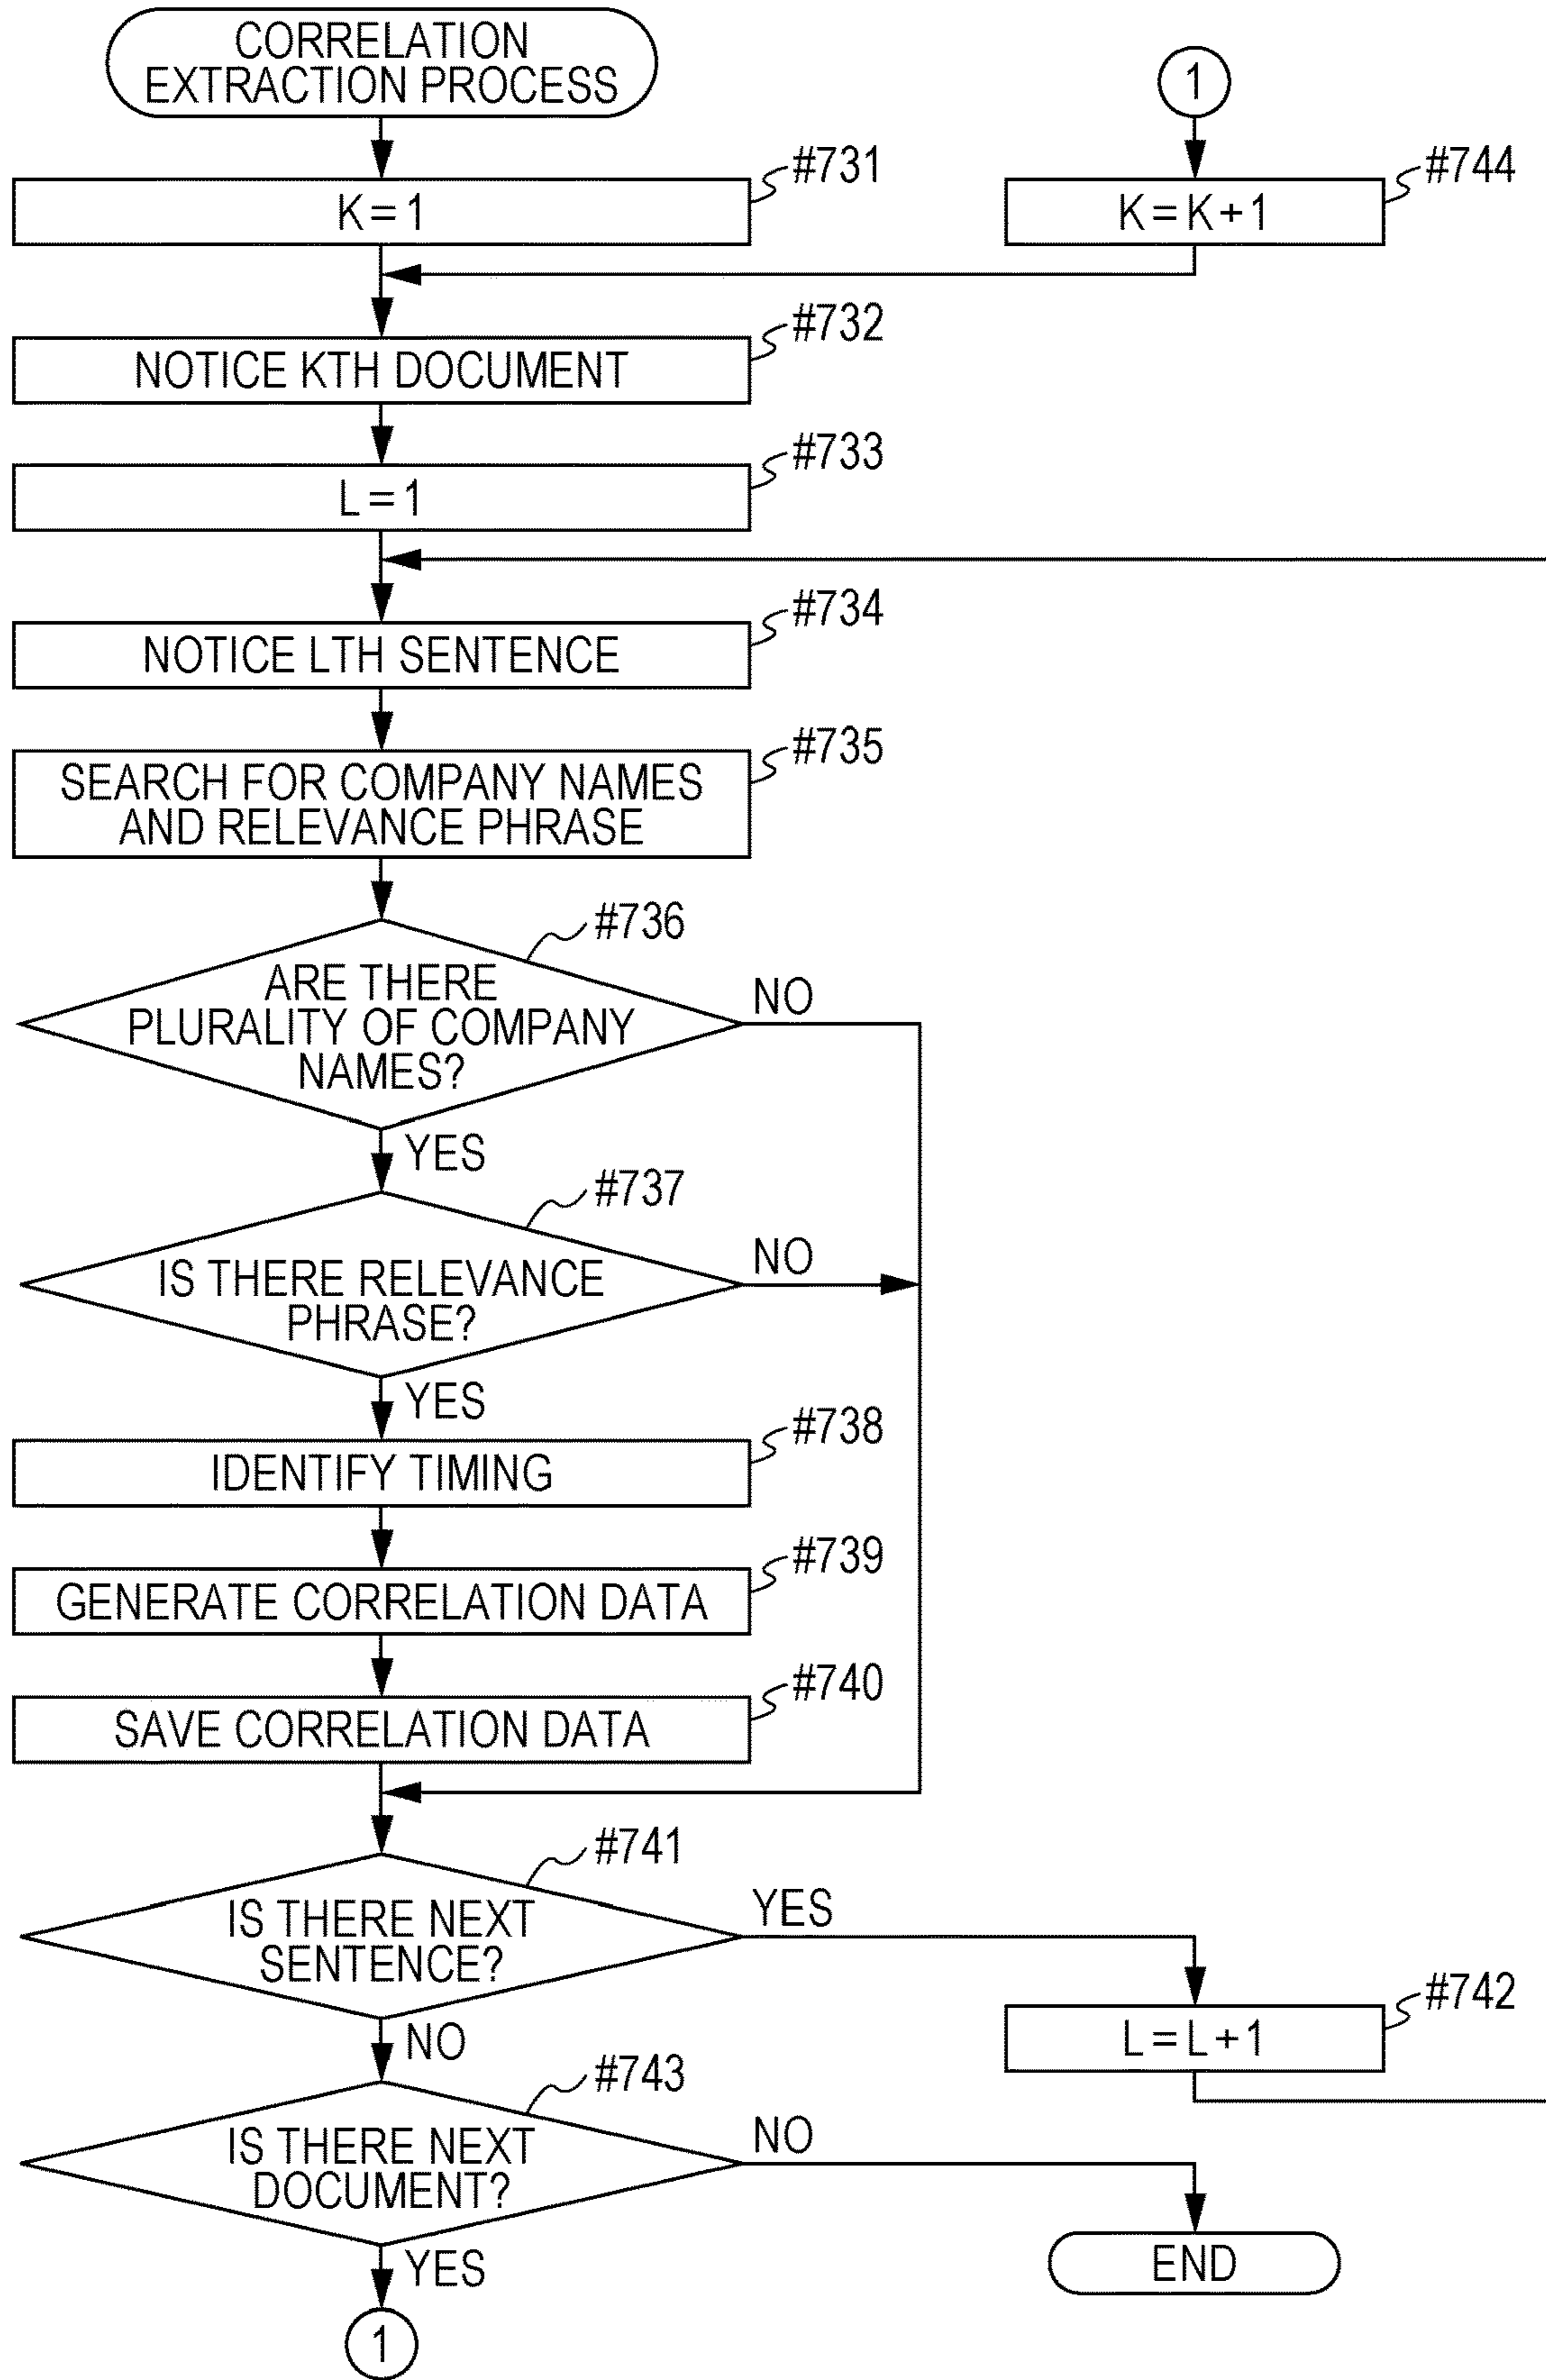 CORRELATION
EXTRACTION PROCESS
#731
K=1
1
#744
K=K+1
#732
NOTICE KTH DOCUMENT
#733
L=1
#734
NOTICE LTH SENTENCE
#735
SEARCH FOR COMPANY NAMES
AND RELEVANCE PHRASE
#736
ARE THERE
PLURALITY OF COMPANY
NAMES?
NO
YES
#737
IS THERE RELEVANCE
PHRASE?
NO
YES
#738
IDENTIFY TIMING
#739
GENERATE CORRELATION DATA
#740
SAVE CORRELATION DATA
#741
IS THERE NEXT
SENTENCE?
YES
NO
#742
L=L+1
#743
IS THERE NEXT
DOCUMENT?
NO
YES
END
1